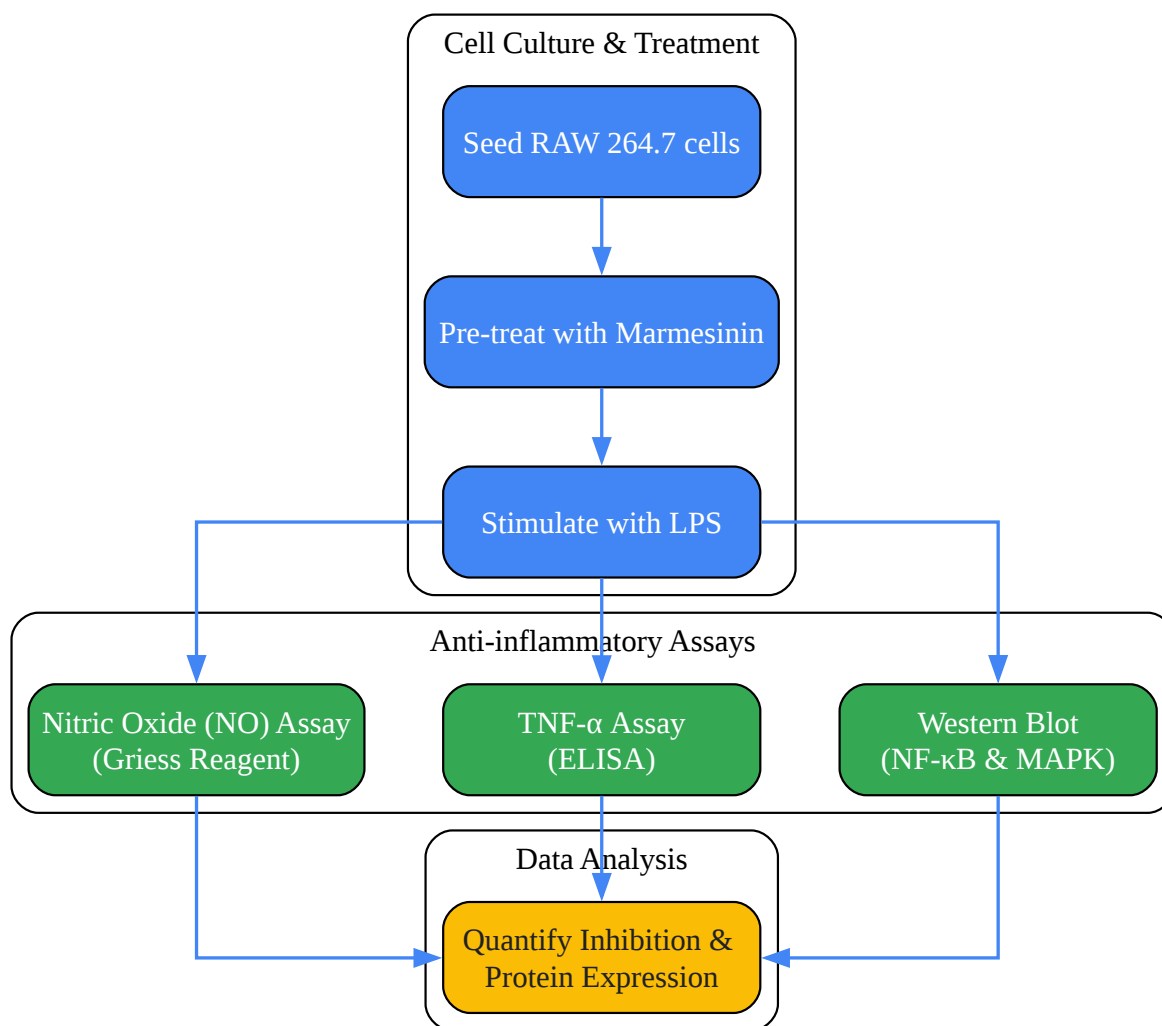 Cell Culture & Treatment
Seed RAW 264.7 cells
Pre-treat with Marmesinin
Stimulate with LPS
Anti-inflammatory Assays
Nitric Oxide (NO) Assay
(Griess Reagent)
TNF-α Assay
(ELISA)
Western Blot
(NF-κB & MAPK)
Data Analysis
Quantify Inhibition &
Protein Expression